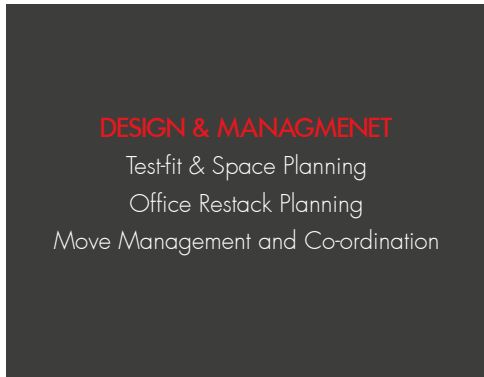 DESIGN & MANAGMENET
Test-fit & Space Planning
Office Restack Planning
Move Management and Co-ordination